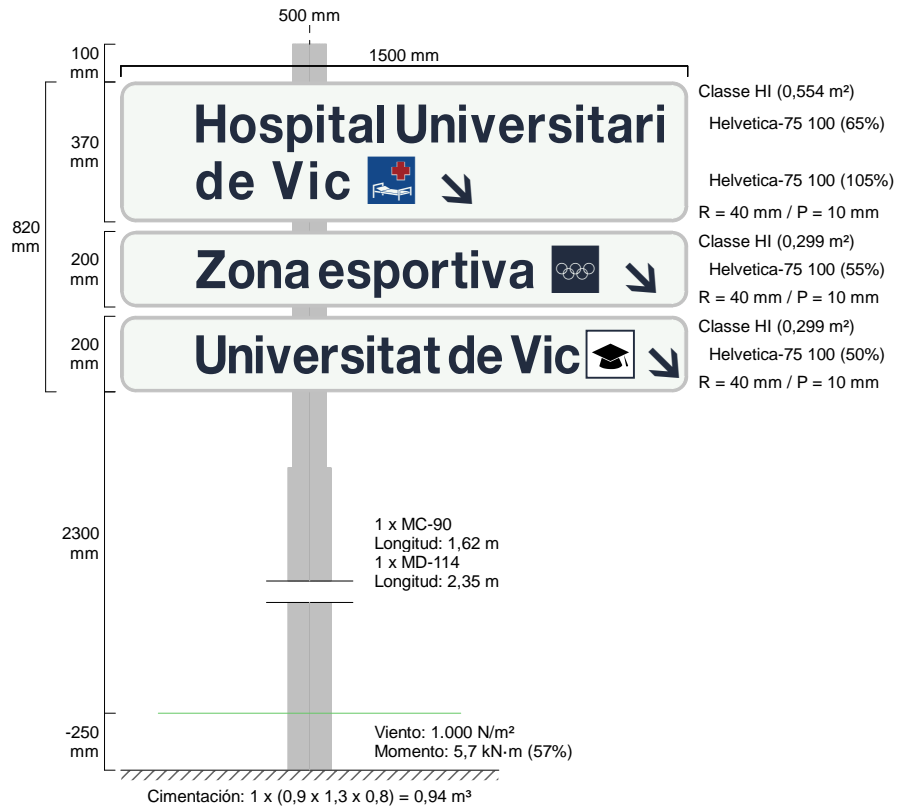 500 mm
100
mm
1500 mm
Classe HI (0,554 m²)
Hospital Universitari
Helvetica-75 100 (65%)
370
mm
de Vic
Helvetica-75 100 (105%)
R = 40 mm / P = 10 mm
820
mm
Classe HI (0,299 m²)
200
mm
Zona esportiva
Helvetica-75 100 (55%)
R = 40 mm / P = 10 mm
Classe HI (0,299 m²)
200
mm
Universitat de Vic
Helvetica-75 100 (50%)
R = 40 mm / P = 10 mm
2300
mm
1 x MC-90
Longitud: 1,62 m
1 x MD-114
Longitud: 2,35 m
-250
mm
Viento: 1.000 N/m²
Momento: 5,7 kN·m (57%)
Cimentación: 1 x (0,9 x 1,3 x 0,8) = 0,94 m³